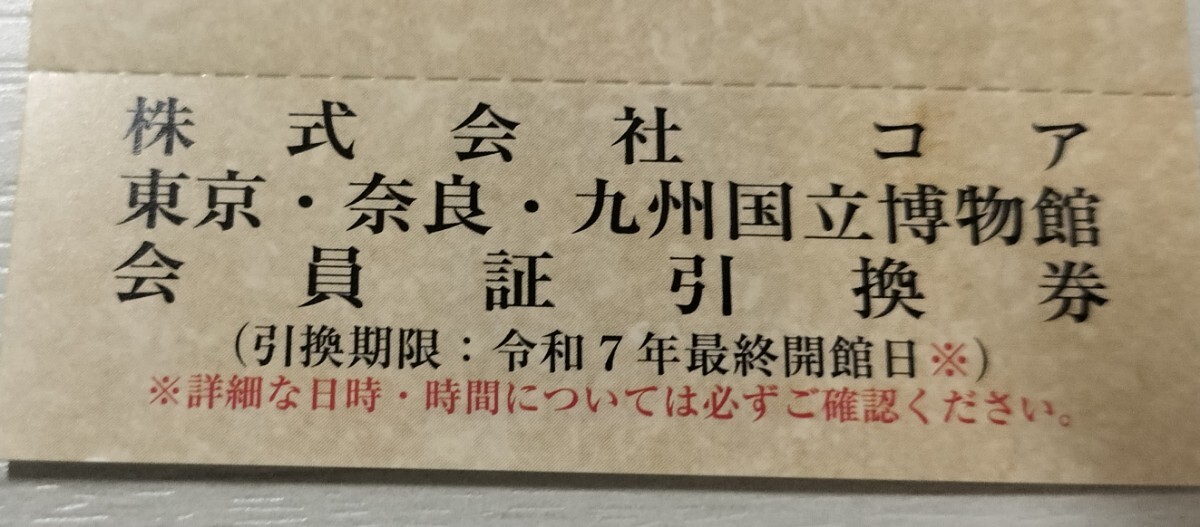 株式会社コア
東京・奈良・九州国立博物館
会員証引換券
(引換期限：令和7年最終開館日※)
※詳細な日時・時間については必ずご確認ください。